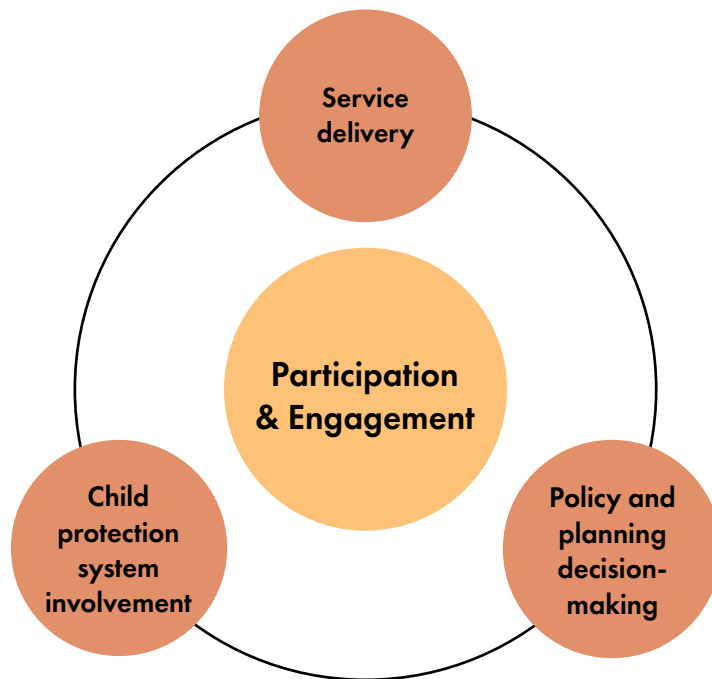 Service
delivery
Participation
& Engagement
Child
protection
system
involvement
Policy and
planning
decision-
making